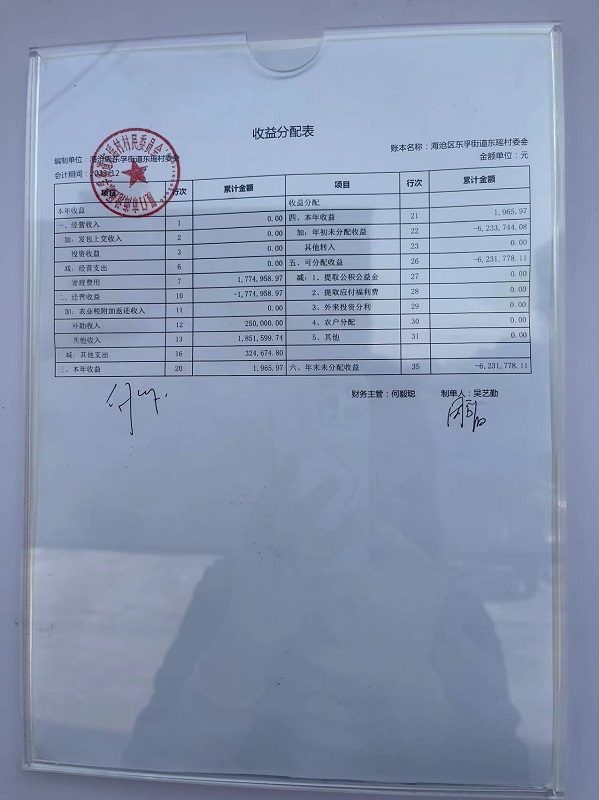 收益分配表
编制单位：海沧区东孚街道东瑶村委会 账本名称：海沧区东孚街道东瑶村委会
会计期间： 12 金额单位：元
项目 行次 累计金额 项目 行次 累计金额
本年收益 收益分配
一、经营收入 1 0.00 四、本年收益 21 1,965.97
加：发包上交收入 2 0.00 加：年初未分配收益 22 -6,233,744.08
投资收益 3 0.00 其他转入 23 0.00
减：经营支出 6 0.00 五、可分配收益 26 -6,231,778.11
管理费用 7 1,774,958.97 减：1、提取公积公益金 27 0.00
二、经营收益 10 -1,774,958.97 2、提取应付福利费 28 0.00
加：农业税附加返还收入 11 0.00 3、外来投资分利 29 0.00
补助收入 12 250,000.00 4、农户分配 30 0.00
其他收入 13 1,851,599.74 5、其他 31 0.00
减：其他支出 16 324,674.80
三、本年收益 20 1,965.97 六、年末未分配收益 35 -6,231,778.11
财务主管：何毅聪 制单人：吴艺勤